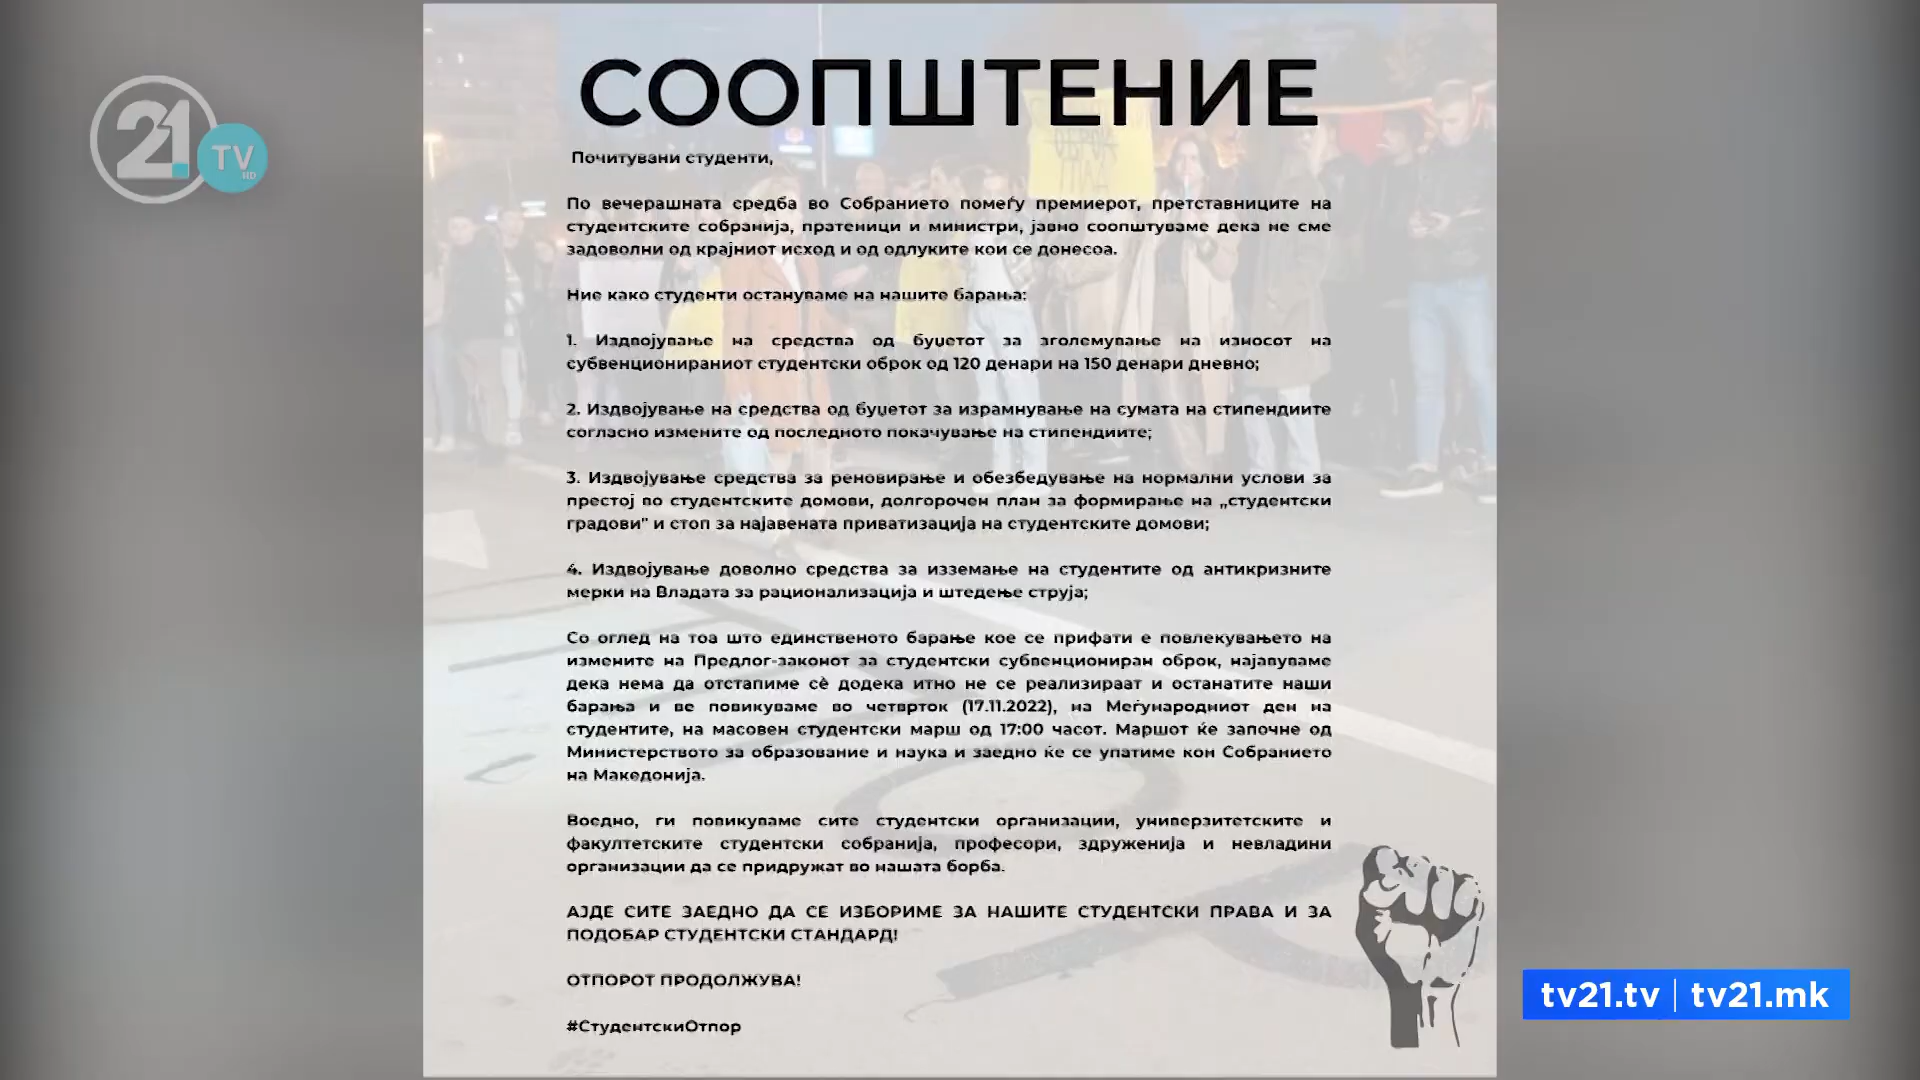 21 TV HD
СООПШТЕНИЕ
ОБРОК
Почитувани студенти,
По вечерашната средба во Собранието помеѓу премиерот, претставниците на
студентските собранија, пратеници и министри, јавно соопштуваме дека не сме
задоволни од крајниот исход и од одлуките кои се донесоа.
Ние како студенти остануваме на нашите барања:
1. Издвојување на средства од буџетот за зголемување на износот на
субвенционираниот студентски оброк од 120 денари на 150 денари дневно;
2. Издвојување на средства од буџетот за израмнување на сумата на стипендиите
согласно измените од последното покачување на стипендиите;
3. Издвојување средства за реновирање и обезбедување на нормални услови за
престој во студентските домови, долгорочен план за формирање на „студентски
градови" и стоп за најавената приватизација на студентските домови;
4. Издвојување доволно средства за изземање на студентите од антикризните
мерки на Владата за рационализација и штедење струја;
Со оглед на тоа што единственото барање кое се прифати е повлекувањето на
измените на Предлог-законот за студентски субвенциониран оброк, најавуваме
дека нема да отстапиме сѐ додека итно не се реализираат и останатите наши
барања и ве повикуваме во четврток (17.11.2022), на Меѓународниот ден на
студентите, на масовен студентски марш од 17:00 часот. Маршот ќе започне од
Министерството за образование и наука и заедно ќе се упатиме кон Собранието
на Македонија.
Воедно, ги повикуваме сите студентски организации, универзитетските и
факултетските студентски собранија, професори, здруженија и невладини
организации да се придружат во нашата борба.
АЈДЕ СИТЕ ЗАЕДНО ДА СЕ ИЗБОРИМЕ ЗА НАШИТЕ СТУДЕНТСКИ ПРАВА И ЗА
ПОДОБАР СТУДЕНТСКИ СТАНДАРД!
ОТПОРОТ ПРОДОЛЖУВА!
#СтудентскиОтпор
tv21.tv | tv21.mk